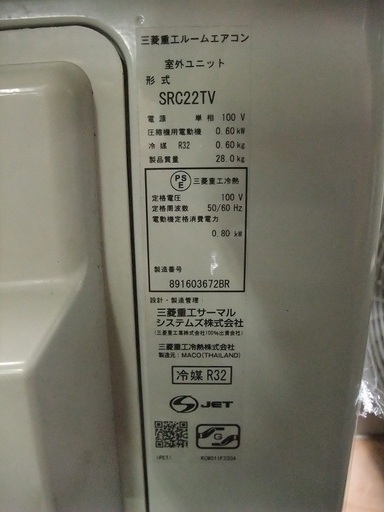 三菱重工ルームエアコン
室外ユニット
形式
SRC22TV
電源 単相 100 V
圧縮機用電動機 0.60 kW
冷媒 R32 0.60 kg
製品質量 28.0 kg
PS
E
三菱重工冷熱
定格電圧 100 V
定格周波数 50/60 Hz
電動機定格消費電力
0.80 kW
製造番号
891603672BR
設計・製造管理
三菱重工サーマル
システムズ株式会社
(三菱重工業株式会社100%出資会社)
三菱重工冷熱株式会社
製造元: MACO(THAILAND)
冷媒 R32
JET